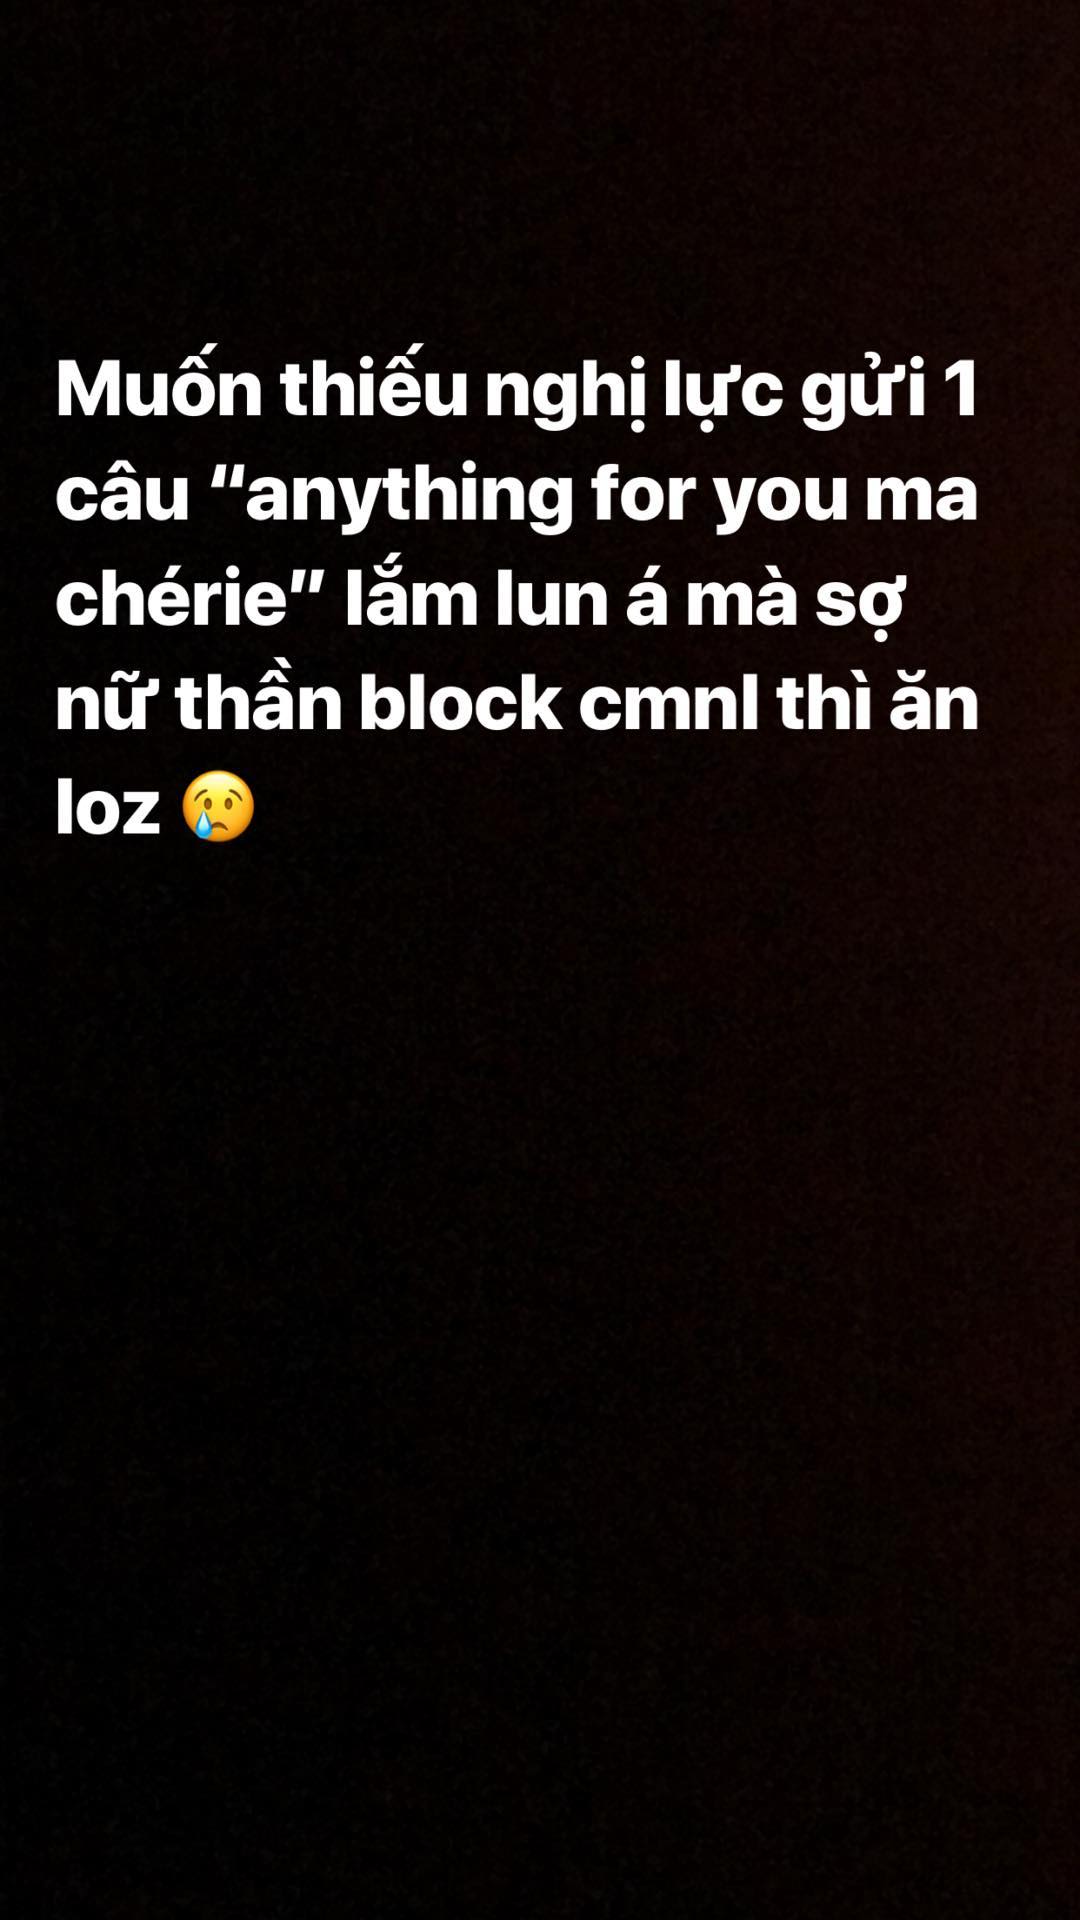 Muốn thiếu nghị lực gửi 1
câu “anything for you ma
chérie” lắm lun á mà sợ
nữ thần block cmnl thì ăn
loz 😢